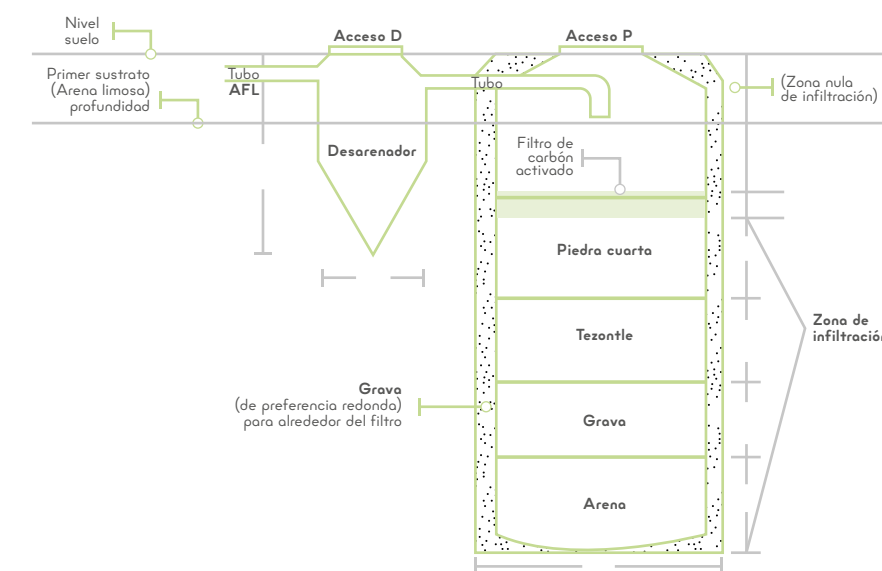 Nivel
suelo
Acceso D
Acceso P
Primer sustrato
(Arena limosa)
profundidad
Tubo
AFL
Tubo
(Zona nula
de infiltración)
Desarenador
Filtro de
carbón
activado
Piedra cuarta
Zona de
infiltración
Tezontle
Grava
(de preferencia redonda)
para alrededor del filtro
Grava
Arena